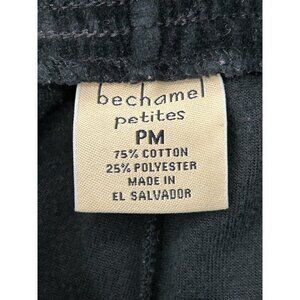 bechamel
petites
PM
75% COTTON
25% POLYESTER
MADE IN
EL SALVADOR